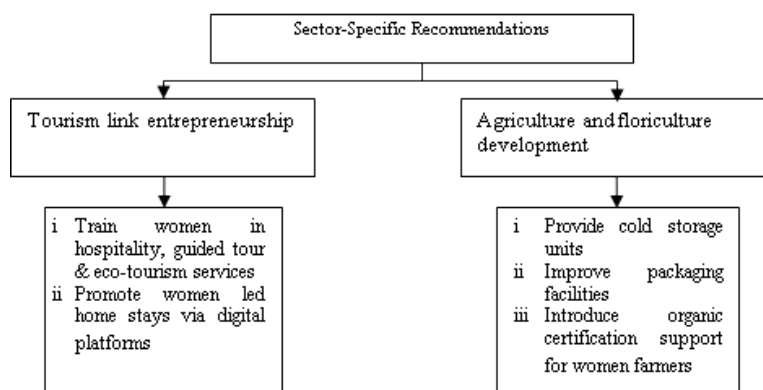 Sector-Specific Recommendations
Tourism link entrepreneurship
Agriculture and floriculture
development
i Train women in
hospitality, guided tour
& eco-tourism services
ii Promote women led
home stays via digital
platforms
i Provide cold storage
units
ii Improve packaging
facilities
iii Introduce organic
certification support
for women farmers